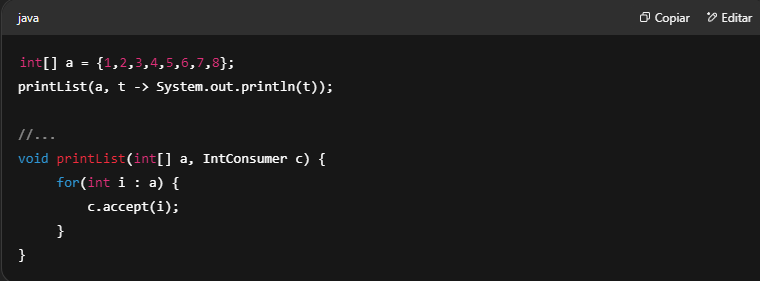 java
Copiar
Editar
int[] a = {1,2,3,4,5,6,7,8};
printList(a, t -> System.out.println(t));
//...
void printList(int[] a, IntConsumer c) {
for(int i : a) {
c.accept(i);
}
}